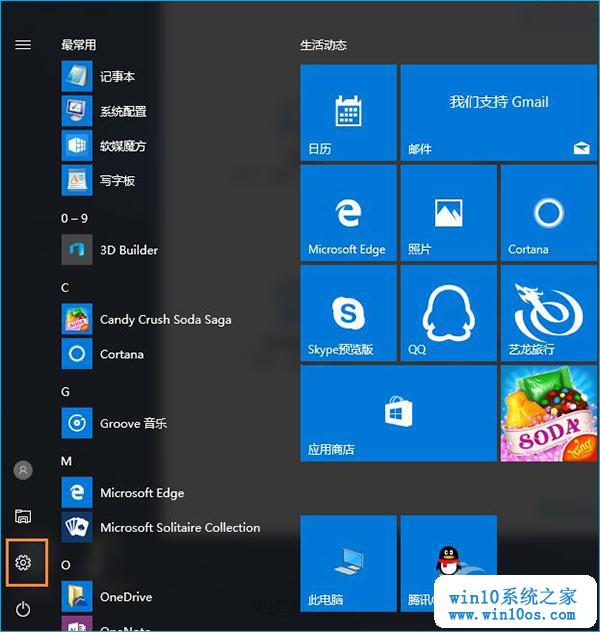 最常用
记事本
系统配置
软媒魔方
写字板
0 – 9
3D Builder
C
Candy Crush Soda Saga
Cortana
G
Groove 音乐
M
Microsoft Edge
Microsoft Solitaire Collection
O
OneDrive
OneNote
生活动态
日历
我们支持 Gmail
邮件
Microsoft Edge
照片
Cortana
Skype预览版
QQ
艺龙旅行
应用商店
SODA
King
此电脑
腾讯
win10系统之家
www.win10os.com